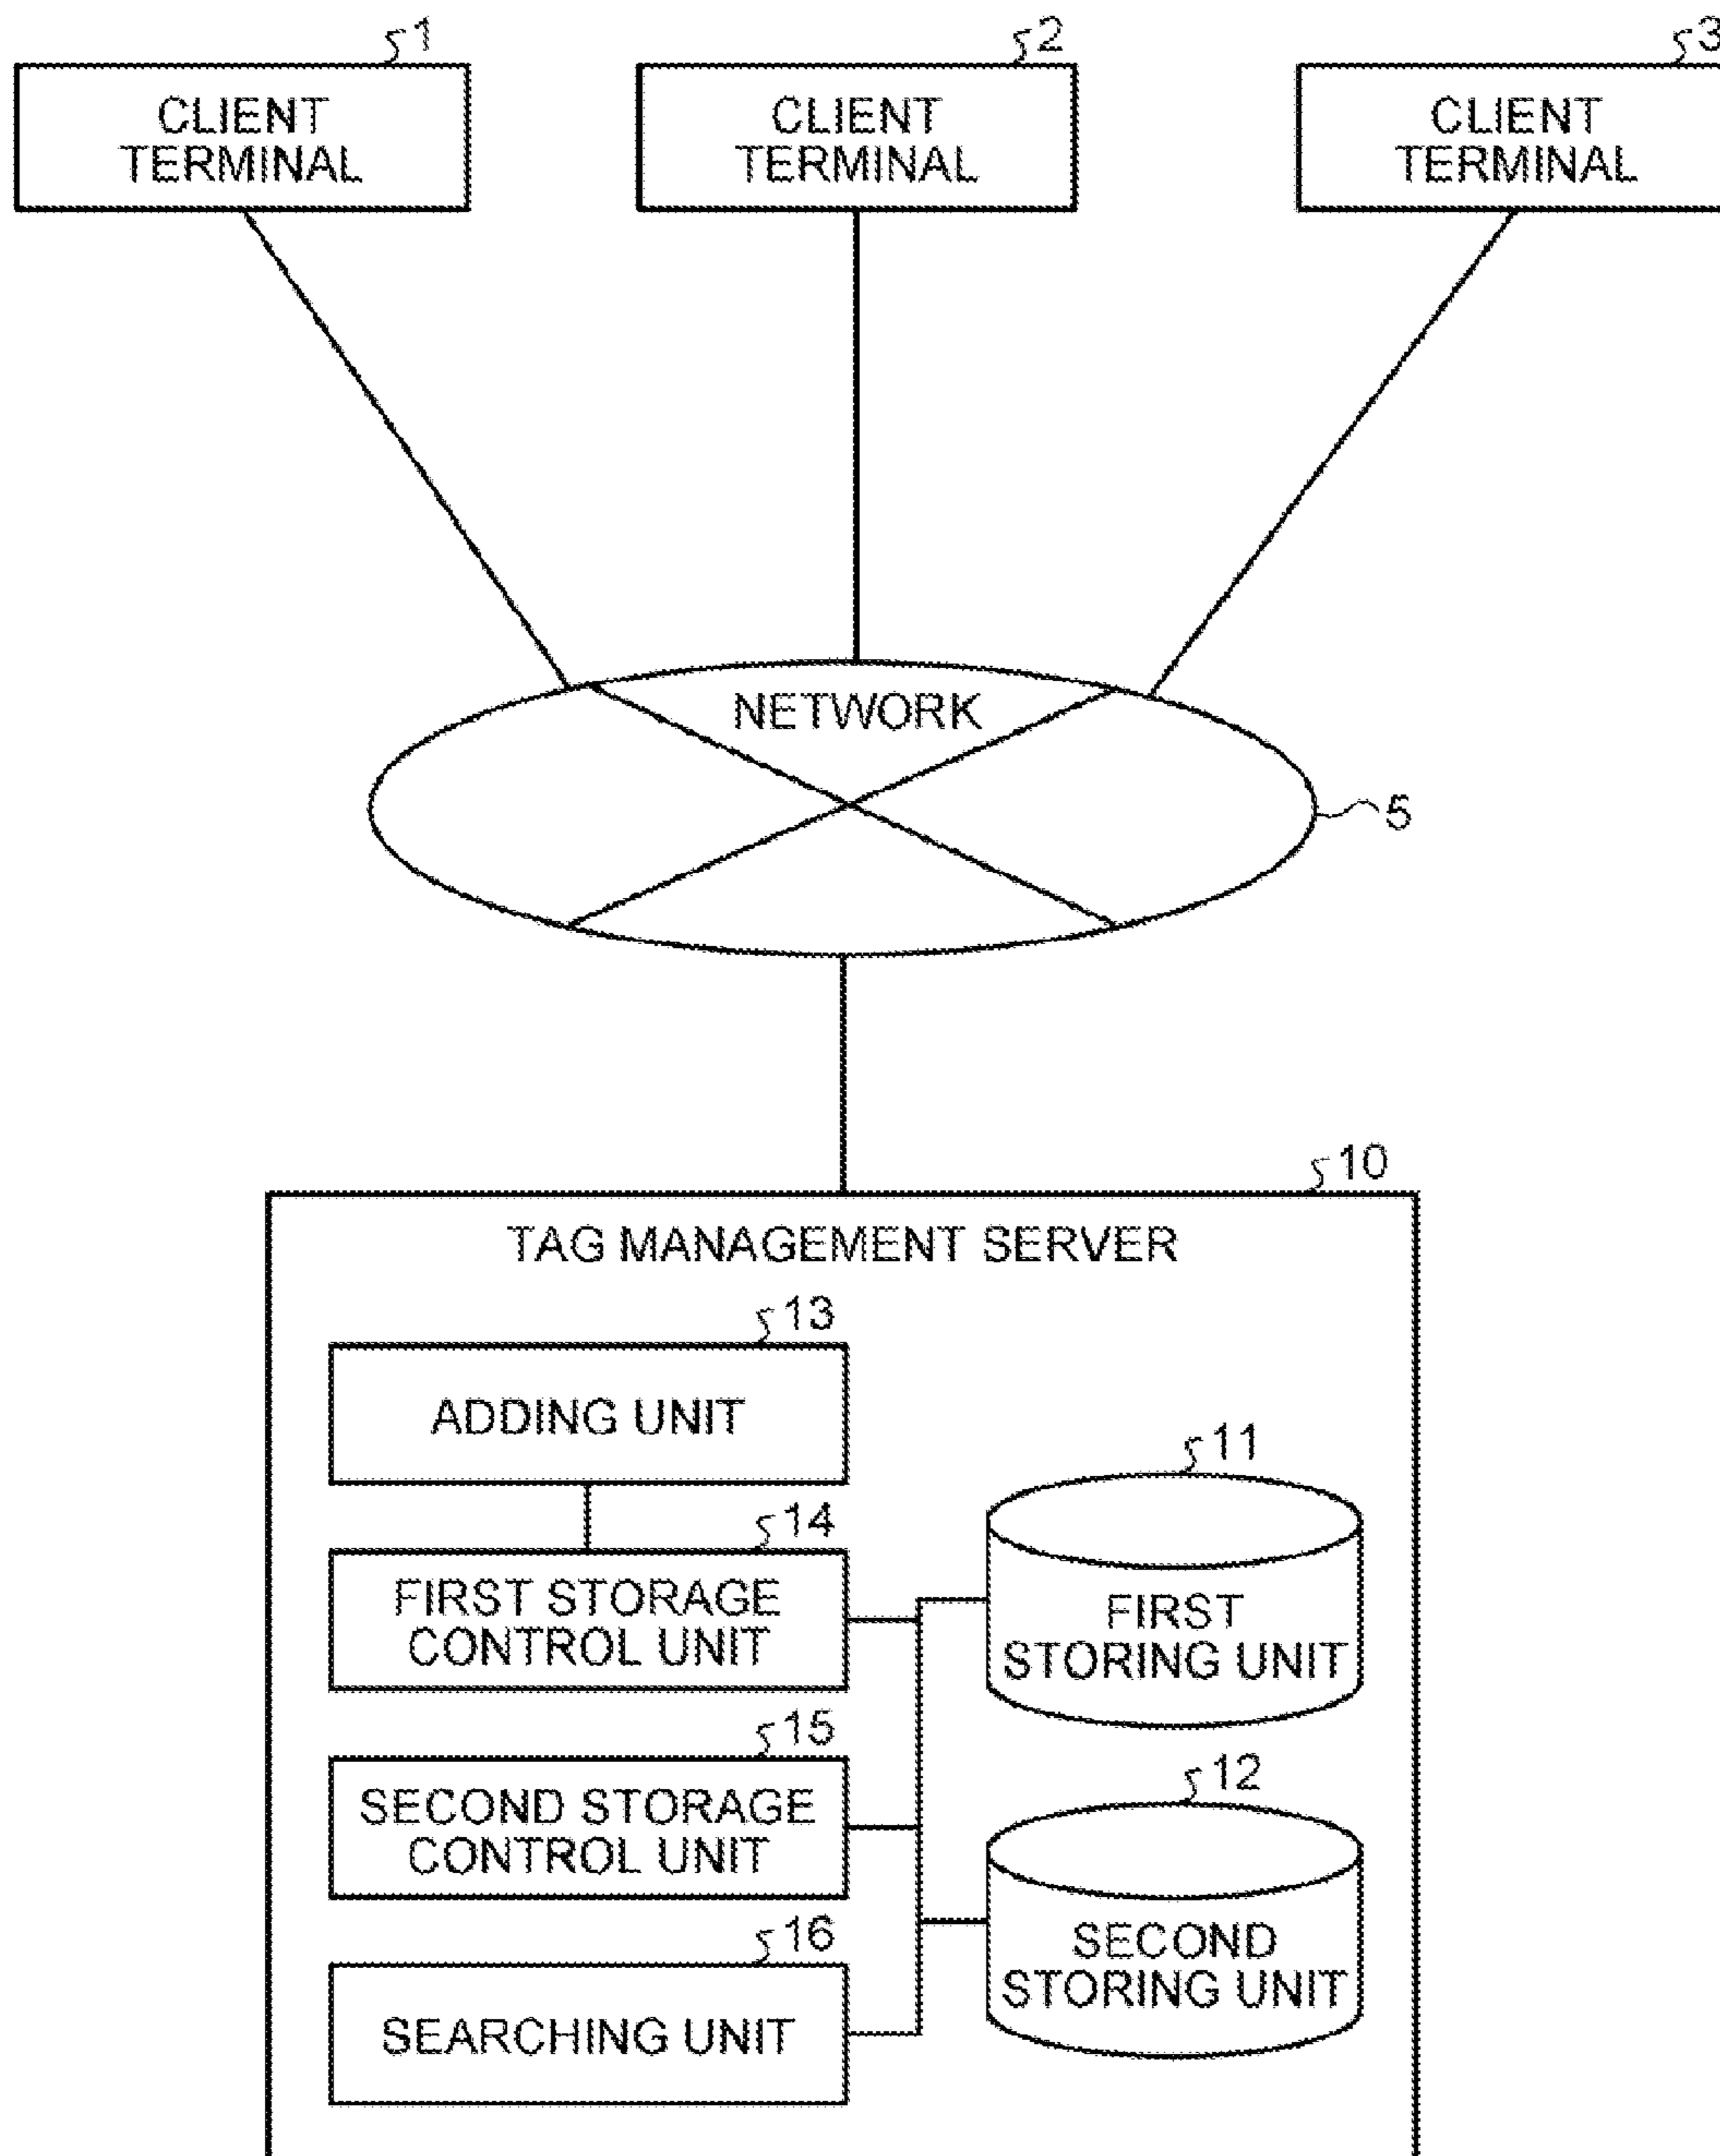 1
2
3
CLIENT
TERMINAL
CLIENT
TERMINAL
CLIENT
TERMINAL
NETWORK
5
10
TAG MANAGEMENT SERVER
13
ADDING UNIT
11
FIRST
STORING UNIT
14
FIRST STORAGE
CONTROL UNIT
15
SECOND STORAGE
CONTROL UNIT
12
SECOND
STORING UNIT
16
SEARCHING UNIT